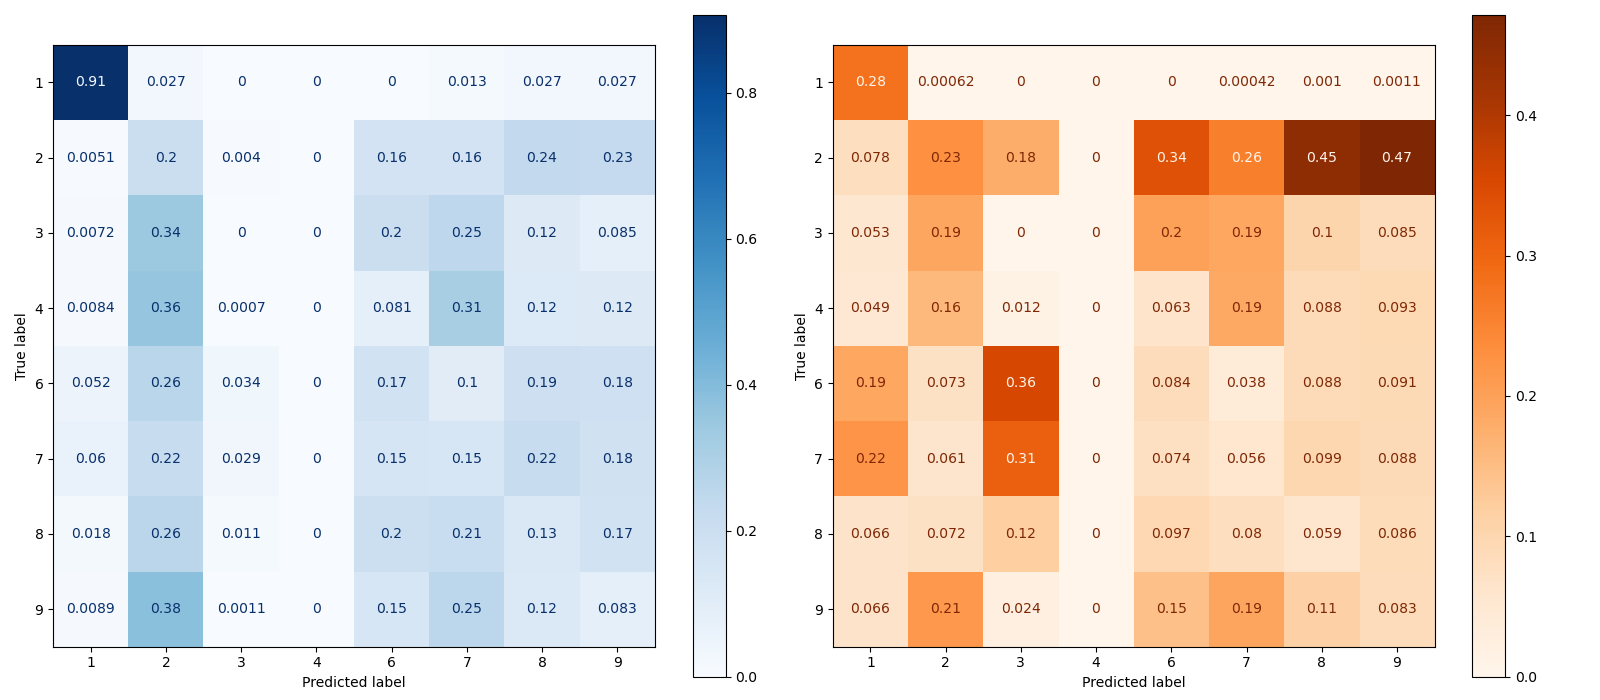 1 0.91 0.027 0 0 0 0.013 0.027 0.027
2 0.0051 0.2 0.004 0 0.16 0.16 0.24 0.23
3 0.0072 0.34 0 0 0.2 0.25 0.12 0.085
4 0.0084 0.36 0.0007 0 0.081 0.31 0.12 0.12
6 0.052 0.26 0.034 0 0.17 0.1 0.19 0.18
7 0.06 0.22 0.029 0 0.15 0.15 0.22 0.18
8 0.018 0.26 0.011 0 0.2 0.21 0.13 0.17
9 0.0089 0.38 0.0011 0 0.15 0.25 0.12 0.083
1 2 3 4 6 7 8 9
True label
Predicted label
0.8
0.6
0.4
0.2
0.0
1 0.28 0.00062 0 0 0 0.00042 0.001 0.0011
2 0.078 0.23 0.18 0 0.34 0.26 0.45 0.47
3 0.053 0.19 0 0 0.2 0.19 0.1 0.085
4 0.049 0.16 0.012 0 0.063 0.19 0.088 0.093
6 0.19 0.073 0.36 0 0.084 0.038 0.088 0.091
7 0.22 0.061 0.31 0 0.074 0.056 0.099 0.088
8 0.066 0.072 0.12 0 0.097 0.08 0.059 0.086
9 0.066 0.21 0.024 0 0.15 0.19 0.11 0.083
1 2 3 4 6 7 8 9
True label
Predicted label
0.4
0.3
0.2
0.1
0.0